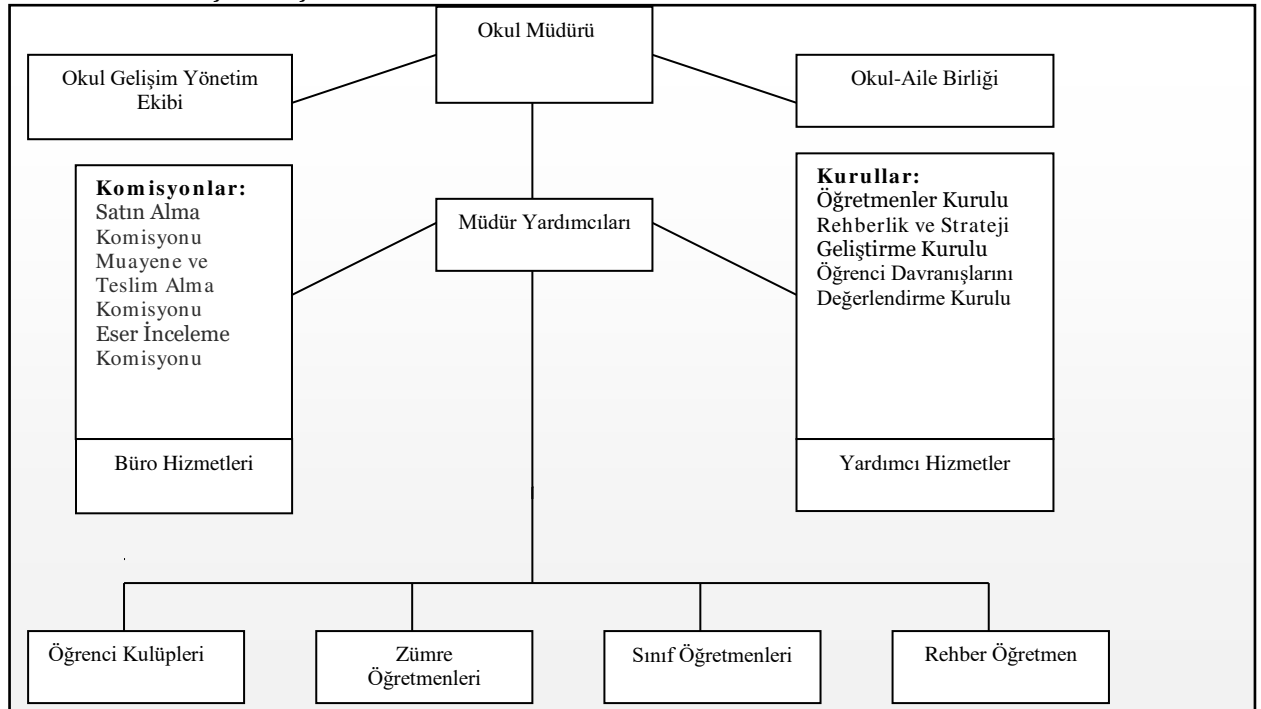 Okul Müdürü
Okul Gelişim Yönetim
Ekibi
Okul-Aile Birliği
Komisyonlar:
Satın Alma
Komisyonu
Muayene ve
Teslim Alma
Komisyonu
Eser İnceleme
Komisyonu
Müdür Yardımcıları
Kurullar:
Öğretmenler Kurulu
Rehberlik ve Strateji
Geliştirme Kurulu
Öğrenci Davranışlarını
Değerlendirme Kurulu
Büro Hizmetleri
Yardımcı Hizmetler
Öğrenci Kulüpleri
Zümre
Öğretmenleri
Sınıf Öğretmenleri
Rehber Öğretmen